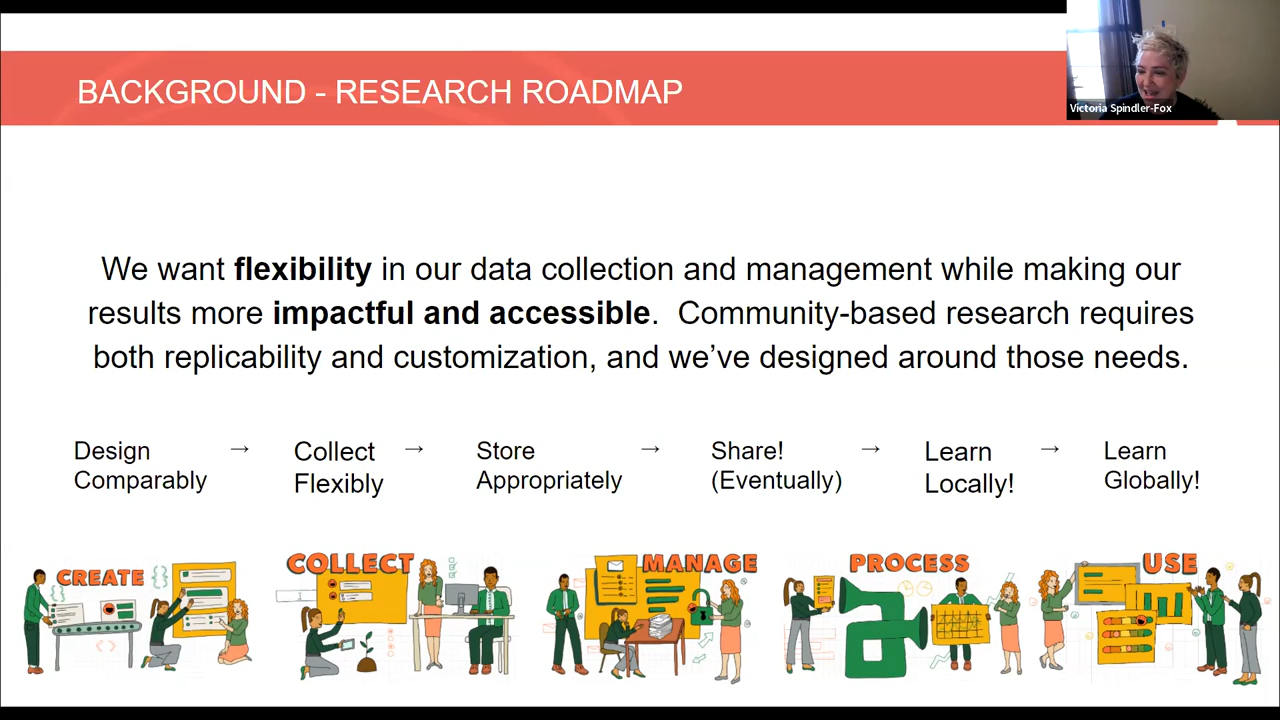 BACKGROUND - RESEARCH ROADMAP
Victoria Spindler-Fox
We want flexibility in our data collection and management while making our
results more impactful and accessible.  Community-based research requires
both replicability and customization, and we’ve designed around those needs.
Design Comparably → Collect Flexibly → Store Appropriately → Share! (Eventually) → Learn Locally! → Learn Globally!
CREATE
COLLECT
MANAGE
PROCESS
USE